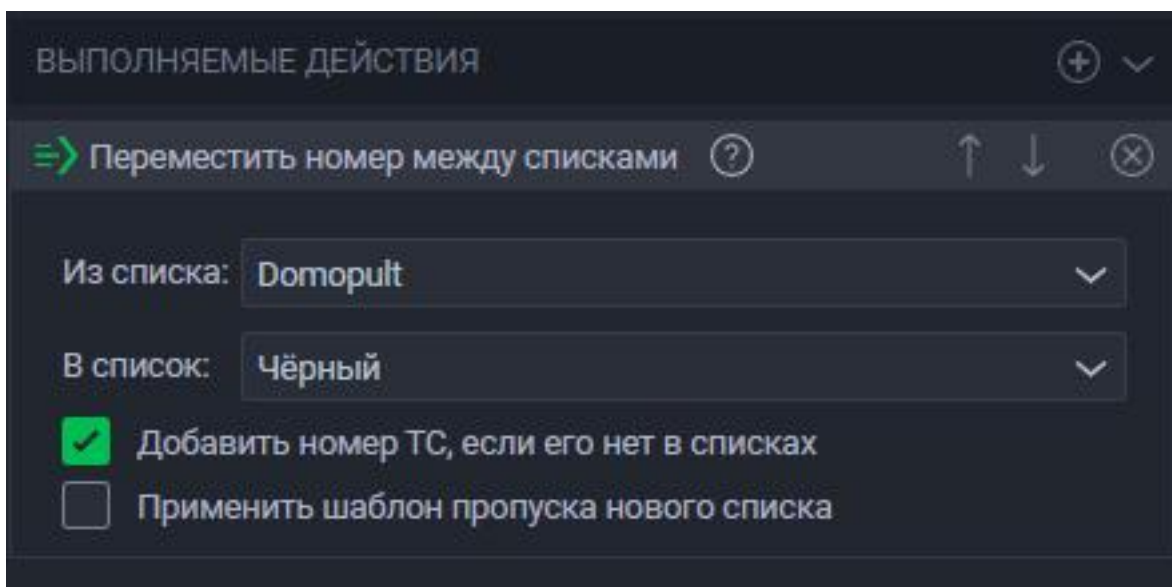 ВЫПОЛНЯЕМЫЕ ДЕЙСТВИЯ
Переместить номер между списками ?
Из списка: Domopult
В список: Чёрный
Добавить номер ТС, если его нет в списках
Применить шаблон пропуска нового списка